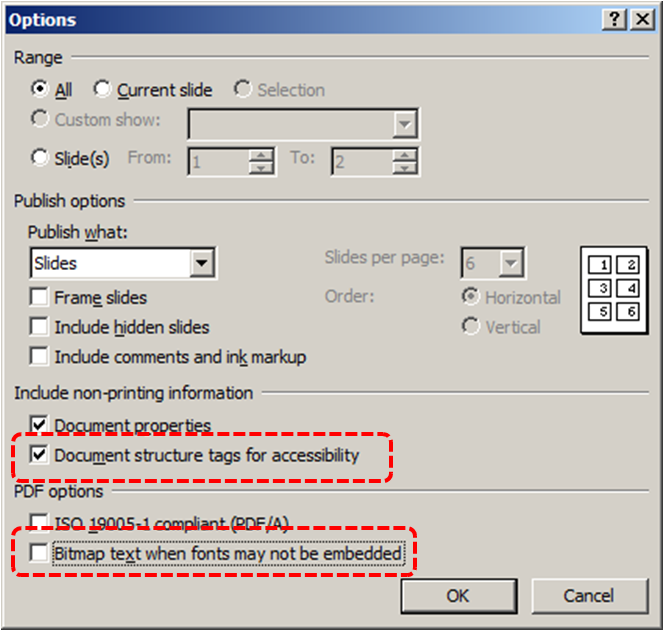 Options
Range
All Current slide Selection
Custom show:
Slide(s) From: 1 To: 2
Publish options
Publish what:
Slides Slides per page: 6
Frame slides Order: Horizontal
Include hidden slides Vertical
Include comments and ink markup
1 2
3 4
5 6
Include non-printing information
Document properties
Document structure tags for accessibility
PDF options
ISO 19005-1 compliant (PDF/A)
Bitmap text when fonts may not be embedded
OK Cancel